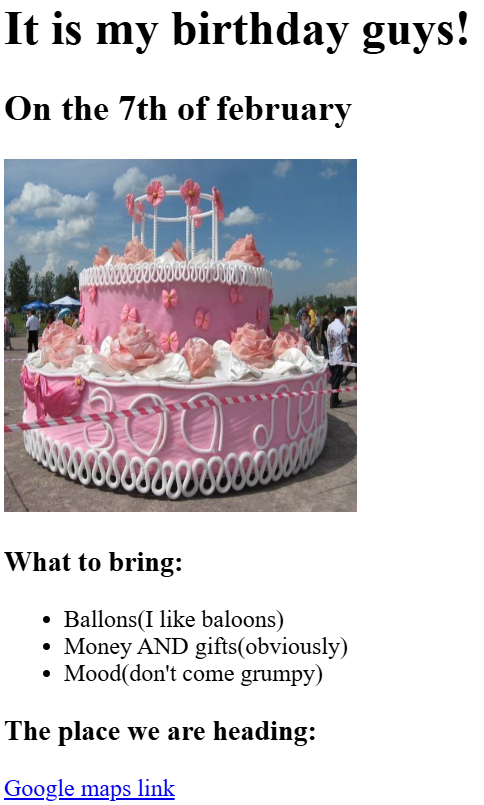 It is my birthday guys!
On the 7th of february
300 лет
What to bring:
Ballons(I like baloons)
Money AND gifts(obviously)
Mood(don't come grumpy)
The place we are heading:
Google maps link